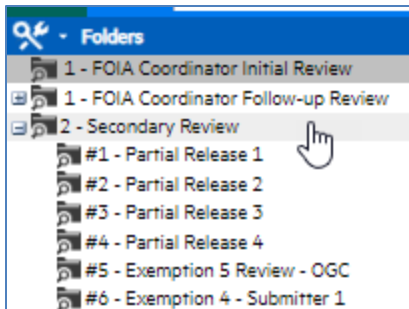 Folders
1 - FOIA Coordinator Initial Review
1 - FOIA Coordinator Follow-up Review
2 - Secondary Review
#1 - Partial Release 1
#2 - Partial Release 2
#3 - Partial Release 3
#4 - Partial Release 4
#5 - Exemption 5 Review - OGC
#6 - Exemption 4 - Submitter 1